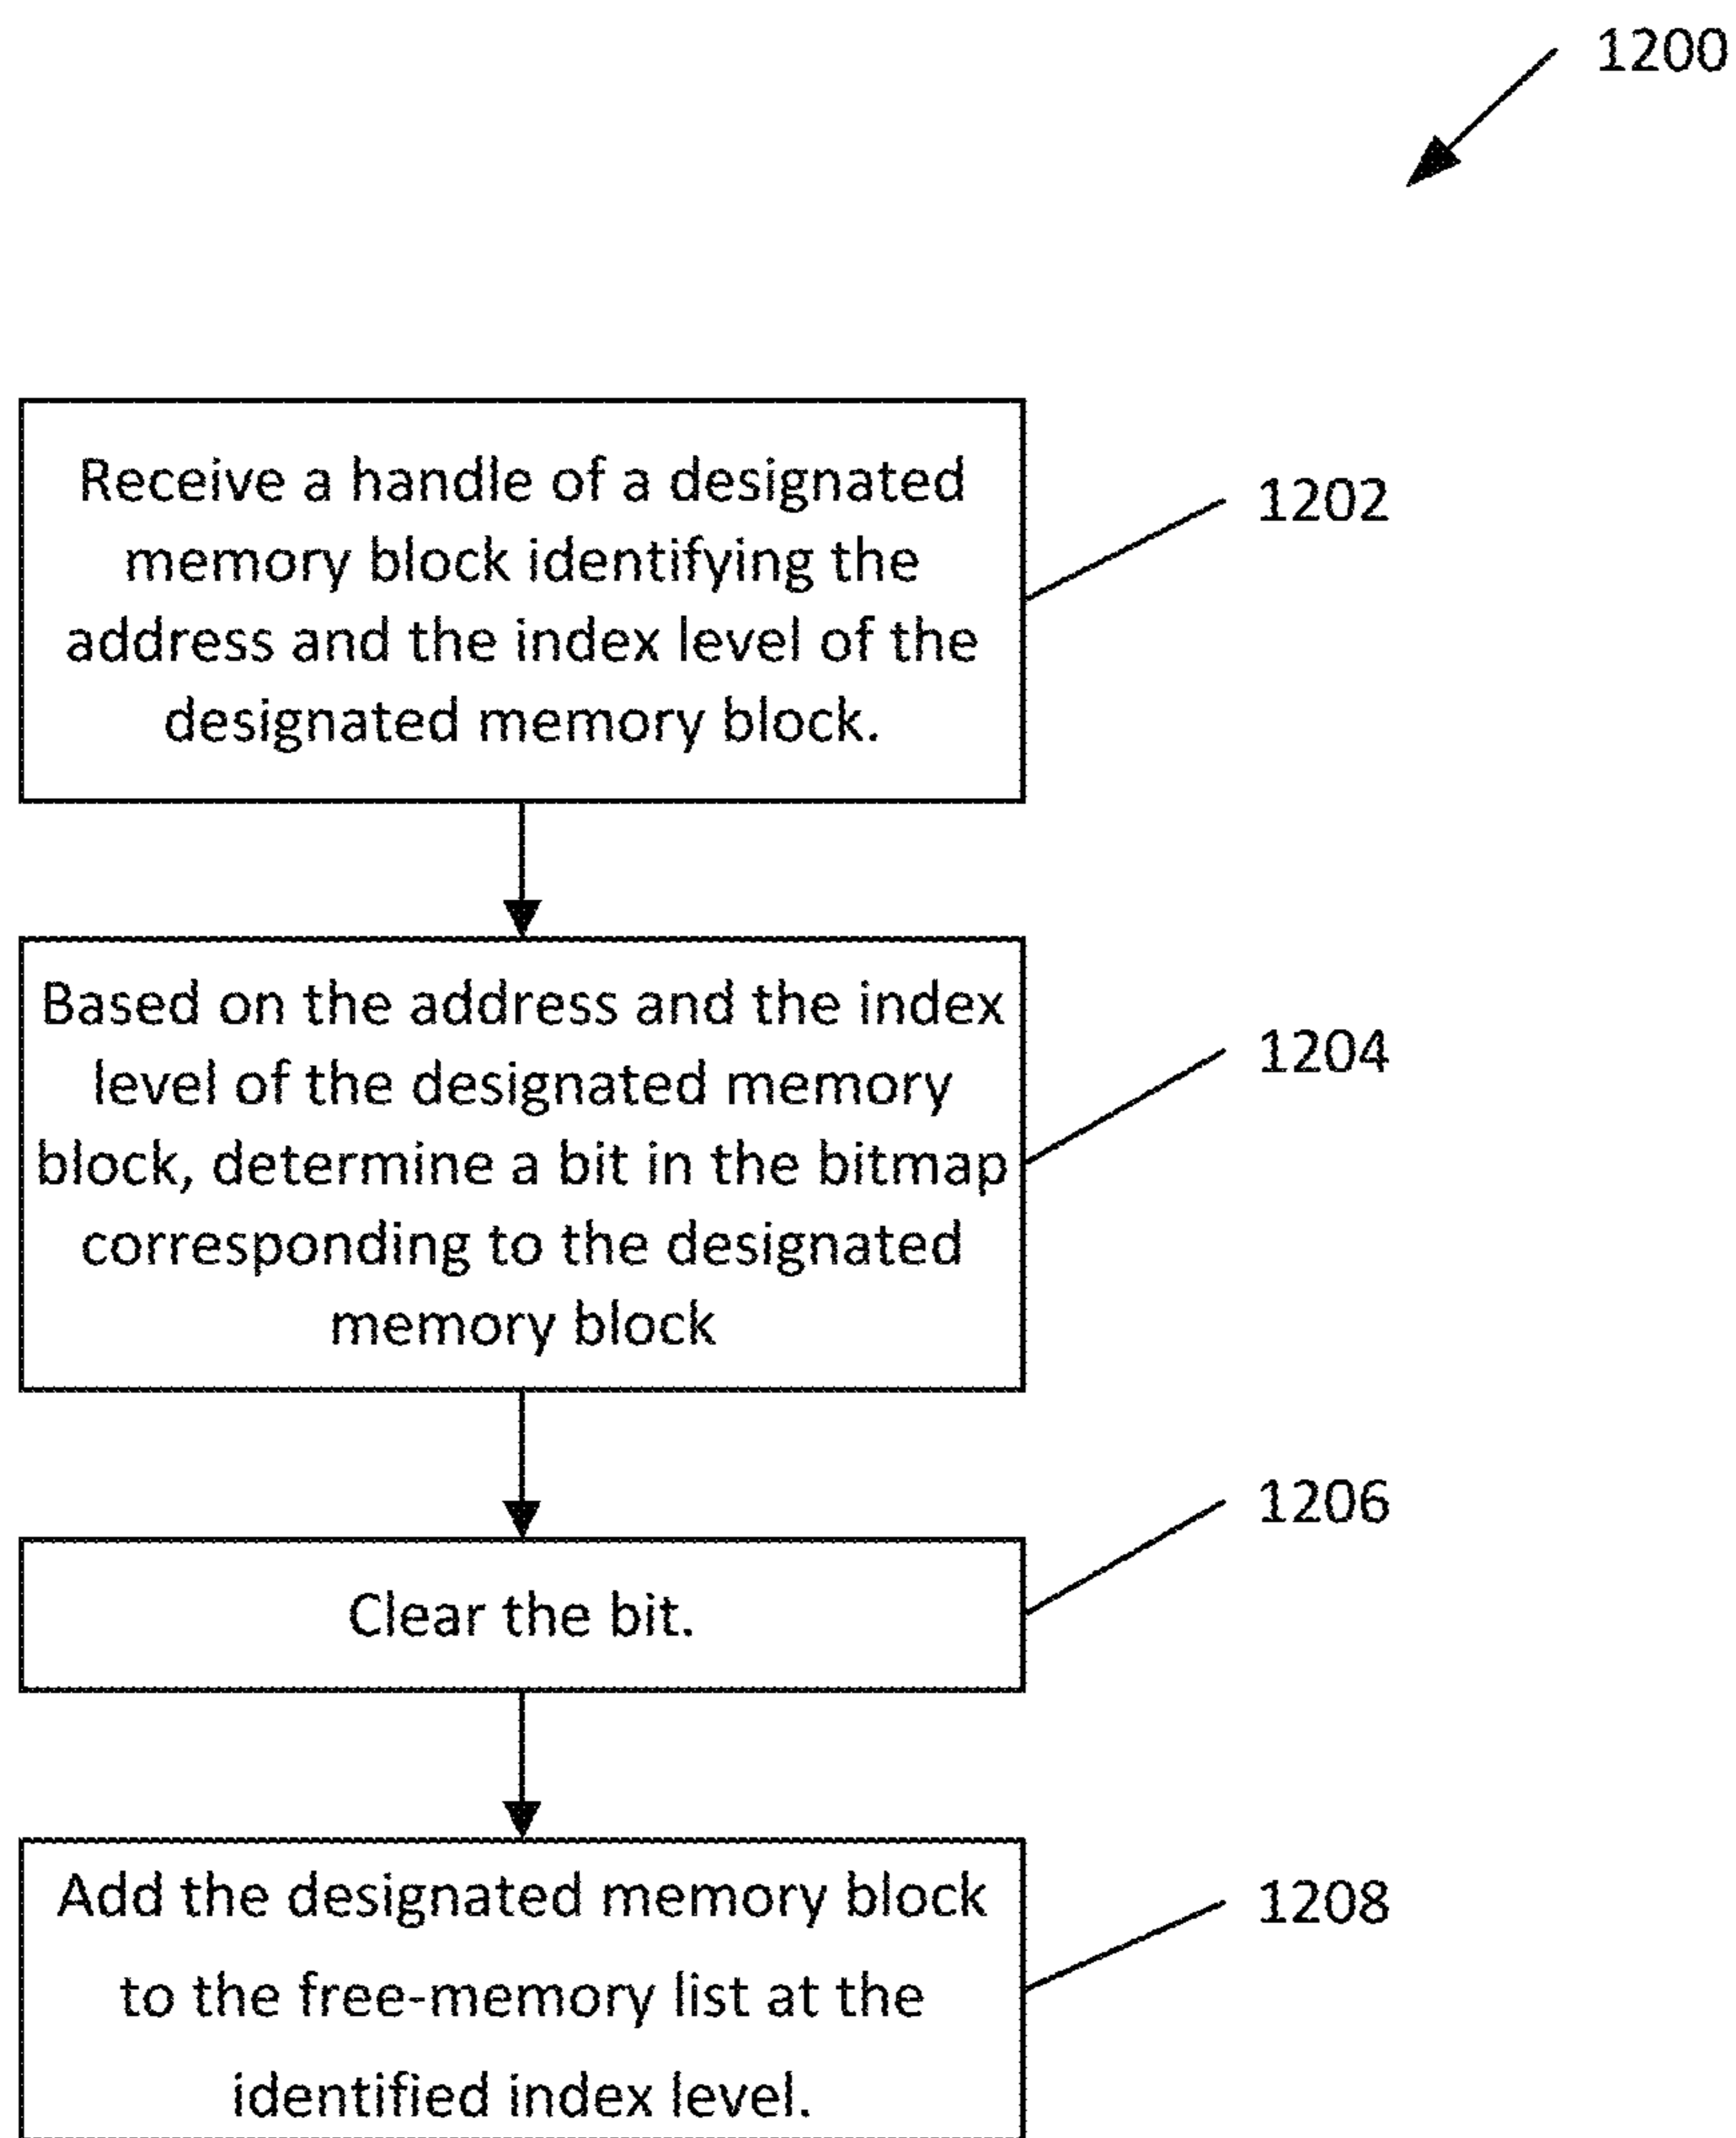 1200
Receive a handle of a designated
memory block identifying the
address and the index level of the
designated memory block.
1202
Based on the address and the index
level of the designated memory
block, determine a bit in the bitmap
corresponding to the designated
memory block
1204
Clear the bit.
1206
Add the designated memory block
to the free-memory list at the
identified index level.
1208